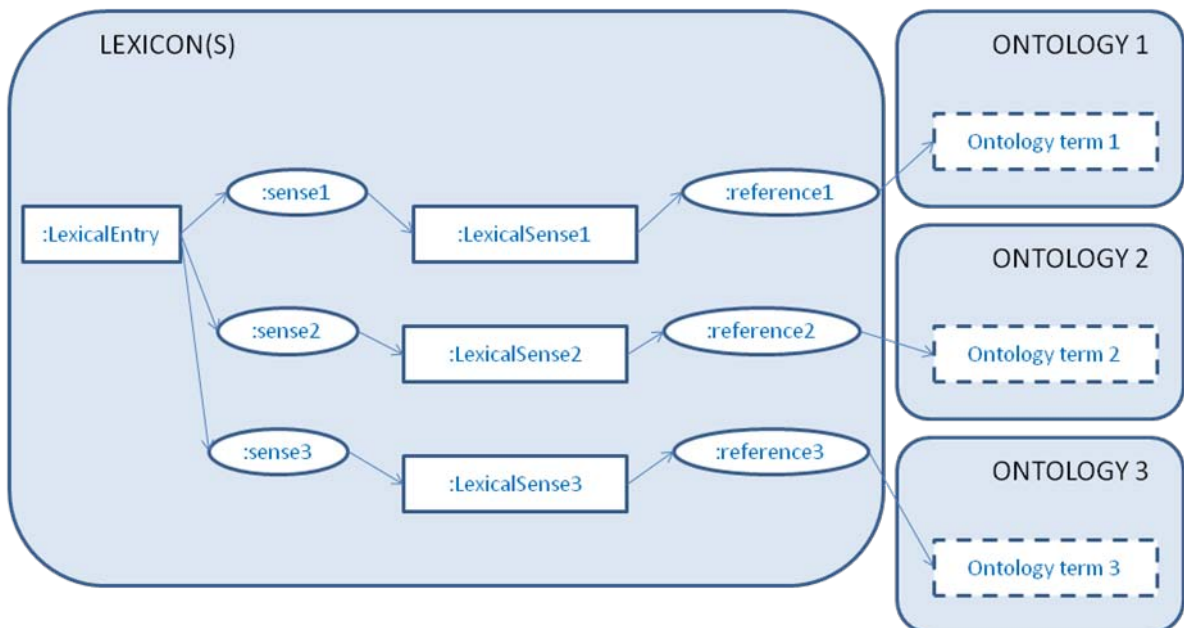 LEXICON(S)
ONTOLOGY 1
Ontology term 1
:sense1
:reference1
:LexicalEntry
:LexicalSense1
ONTOLOGY 2
:sense2
:reference2
:LexicalSense2
Ontology term 2
:sense3
:reference3
ONTOLOGY 3
:LexicalSense3
Ontology term 3